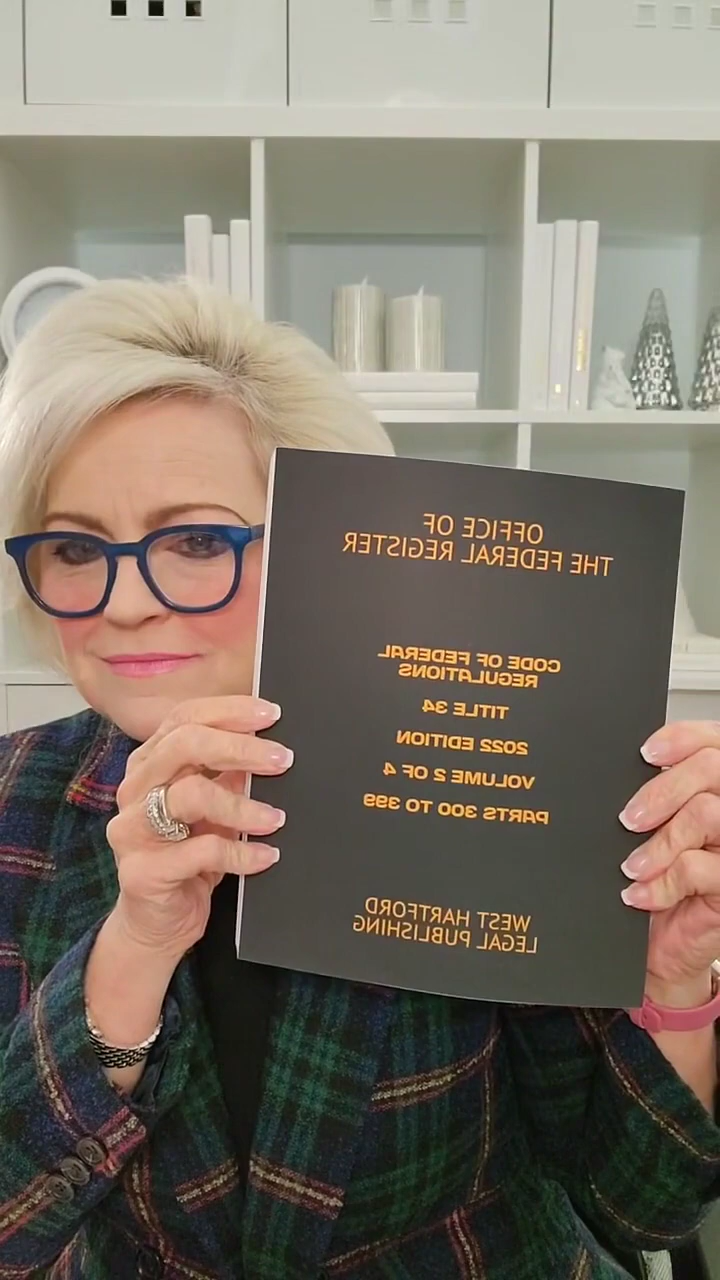 OFFICE OF
THE FEDERAL REGISTER
CODE OF FEDERAL
REGULATIONS
TITLE 34
2022 EDITION
VOLUME 2 OF 4
PARTS 300 TO 399
WEST HARTFORD
LEGAL PUBLISHING